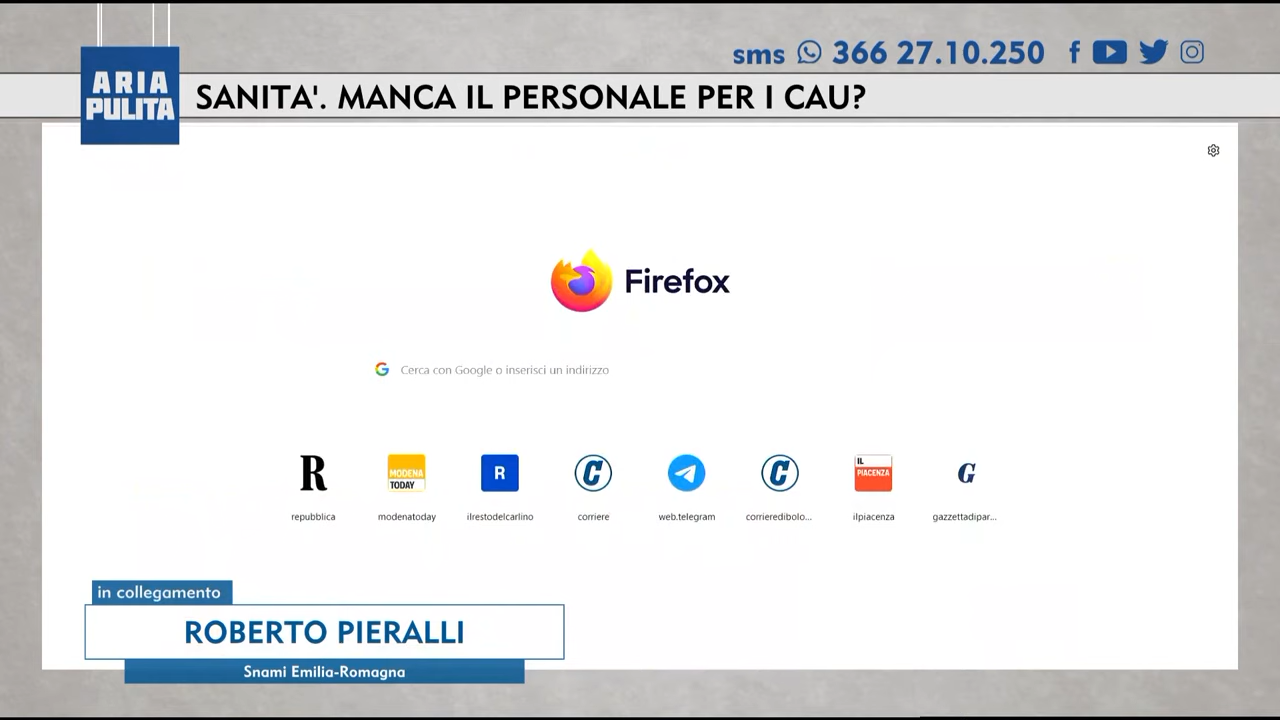 sms 366 27.10.250
ARIA
PULITA
SANITA'. MANCA IL PERSONALE PER I CAU?
Firefox
Cerca con Google o inserisci un indirizzo
R
MODENA
TODAY
R
C
C
IL
PIACENZA
G
repubblica
modenatoday
ilrestodelcarlino
corriere
web.telegram
corrieredibolo...
ilpiacenza
gazzettadipar...
in collegamento
ROBERTO PIERALLI
Snami Emilia-Romagna